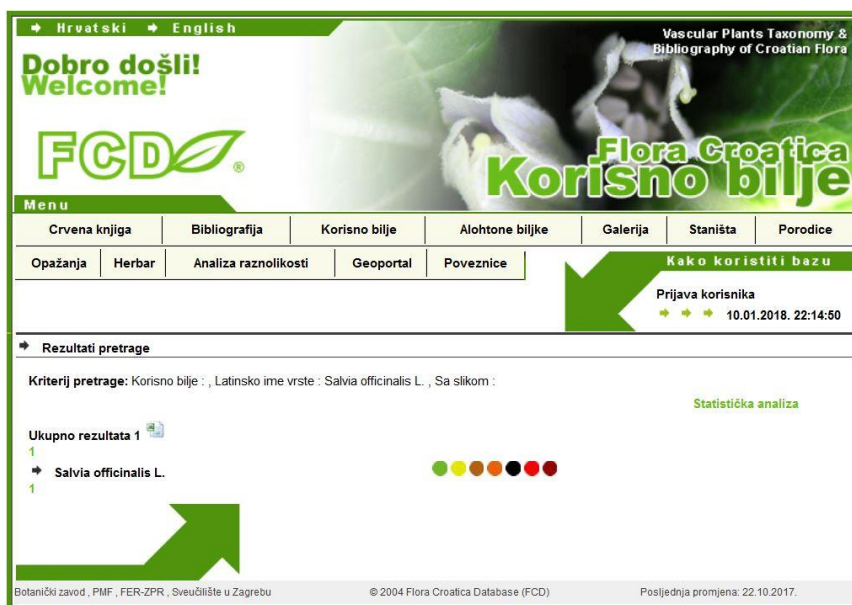 Hrvatski English
Vascular Plants Taxonomy &
Bibliography of Croatian Flora
Dobro došli!
Welcome!
FCD®
Flora Croatica
Korisno bilje
Menu
Crvena knjiga Bibliografija Korisno bilje Alohtone biljke Galerija Staništa Porodice
Opažanja Herbar Analiza raznolikosti Geoportal Poveznice
Kako koristiti bazu
Prijava korisnika
10.01.2018. 22:14:50
Rezultati pretrage
Kriterij pretrage: Korisno bilje : , Latinsko ime vrste : Salvia officinalis L. , Sa slikom :
Statistička analiza
Ukupno rezultata 1
1
Salvia officinalis L.
1
Botanički zavod , PMF , FER-ZPR , Sveučilište u Zagrebu © 2004 Flora Croatica Database (FCD) Posljednja promjena: 22.10.2017.